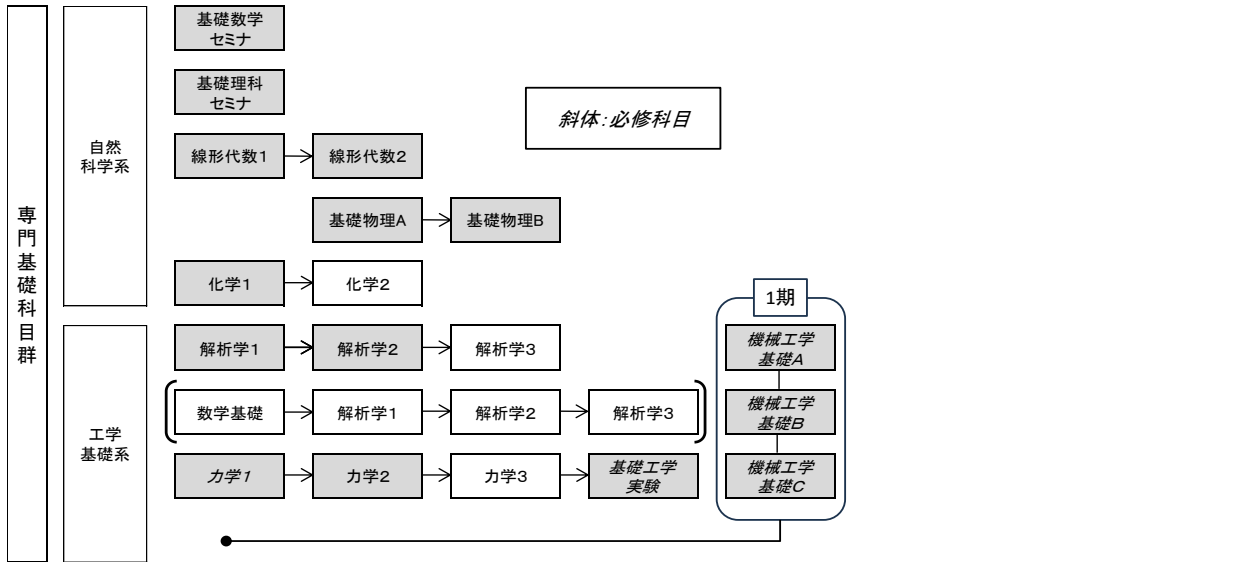 専門基礎科目群
自然
科学系
基礎数学
セミナ
基礎理科
セミナ
斜体：必修科目
線形代数1
線形代数2
基礎物理A
基礎物理B
化学1
化学2
1期
解析学1
解析学2
解析学3
機械工学
基礎A
工学
基礎系
数学基礎
解析学1
解析学2
解析学3
機械工学
基礎B
力学1
力学2
力学3
基礎工学
実験
機械工学
基礎C